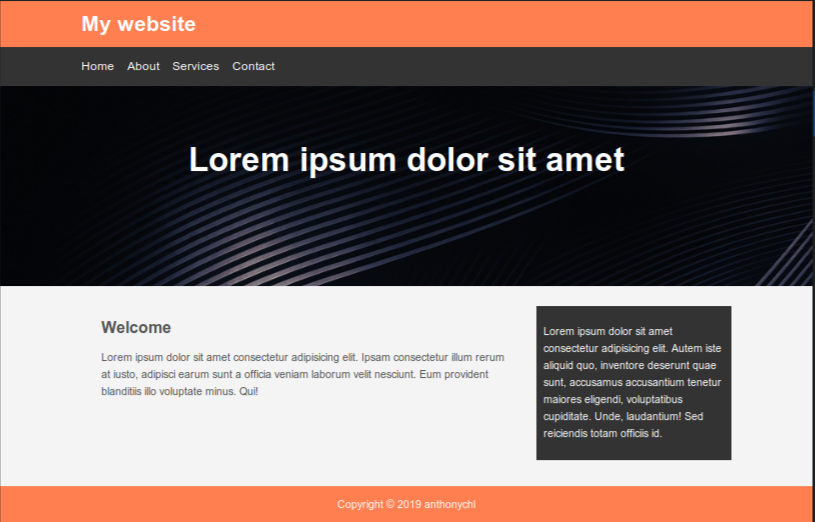 My website
Home About Services Contact
Lorem ipsum dolor sit amet
Welcome
Lorem ipsum dolor sit amet consectetur adipisicing elit. Ipsam consectetur illum rerum
at iusto, adipisci earum sunt a officia veniam laborum velit nesciunt. Eum provident
blanditiis illo voluptate minus. Qui!
Lorem ipsum dolor sit amet
consectetur adipisicing elit. Autem iste
aliquid quo, inventore deserunt quae
sunt, accusamus accusantium tenetur
maiores eligendi, voluptatibus
cupiditate. Unde, laudantium! Sed
reiciendis totam officiis id.
Copyright © 2019 anthonychl